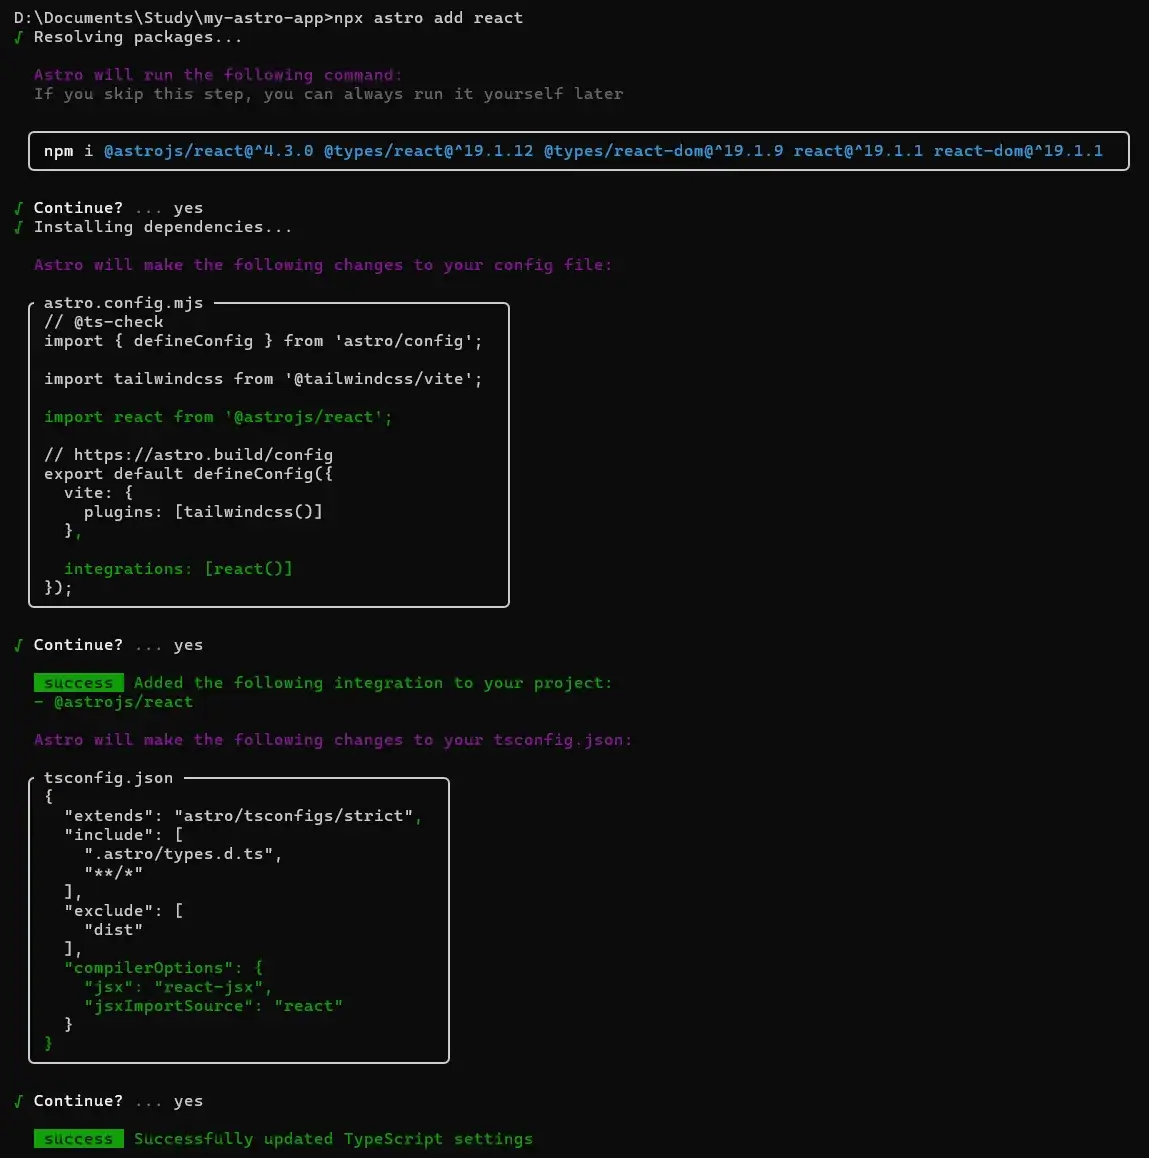 D:\Documents\Study\my-astro-app>npx astro add react
√ Resolving packages...
Astro will run the following command:
If you skip this step, you can always run it yourself later
npm i @astrojs/react@^4.3.0 @types/react@^19.1.12 @types/react-dom@^19.1.9 react@^19.1.1 react-dom@^19.1.1
√ Continue? ... yes
√ Installing dependencies...
Astro will make the following changes to your config file:
astro.config.mjs
// @ts-check
import { defineConfig } from 'astro/config';
import tailwindcss from '@tailwindcss/vite';
import react from '@astrojs/react';
// https://astro.build/config
export default defineConfig({
  vite: {
    plugins: [tailwindcss()]
  },
  integrations: [react()]
});
√ Continue? ... yes
success Added the following integration to your project:
- @astrojs/react
Astro will make the following changes to your tsconfig.json:
tsconfig.json
{
  "extends": "astro/tsconfigs/strict",
  "include": [
    ".astro/types.d.ts",
    "**/*"
  ],
  "exclude": [
    "dist"
  ],
  "compilerOptions": {
    "jsx": "react-jsx",
    "jsxImportSource": "react"
  }
}
√ Continue? ... yes
success Successfully updated TypeScript settings